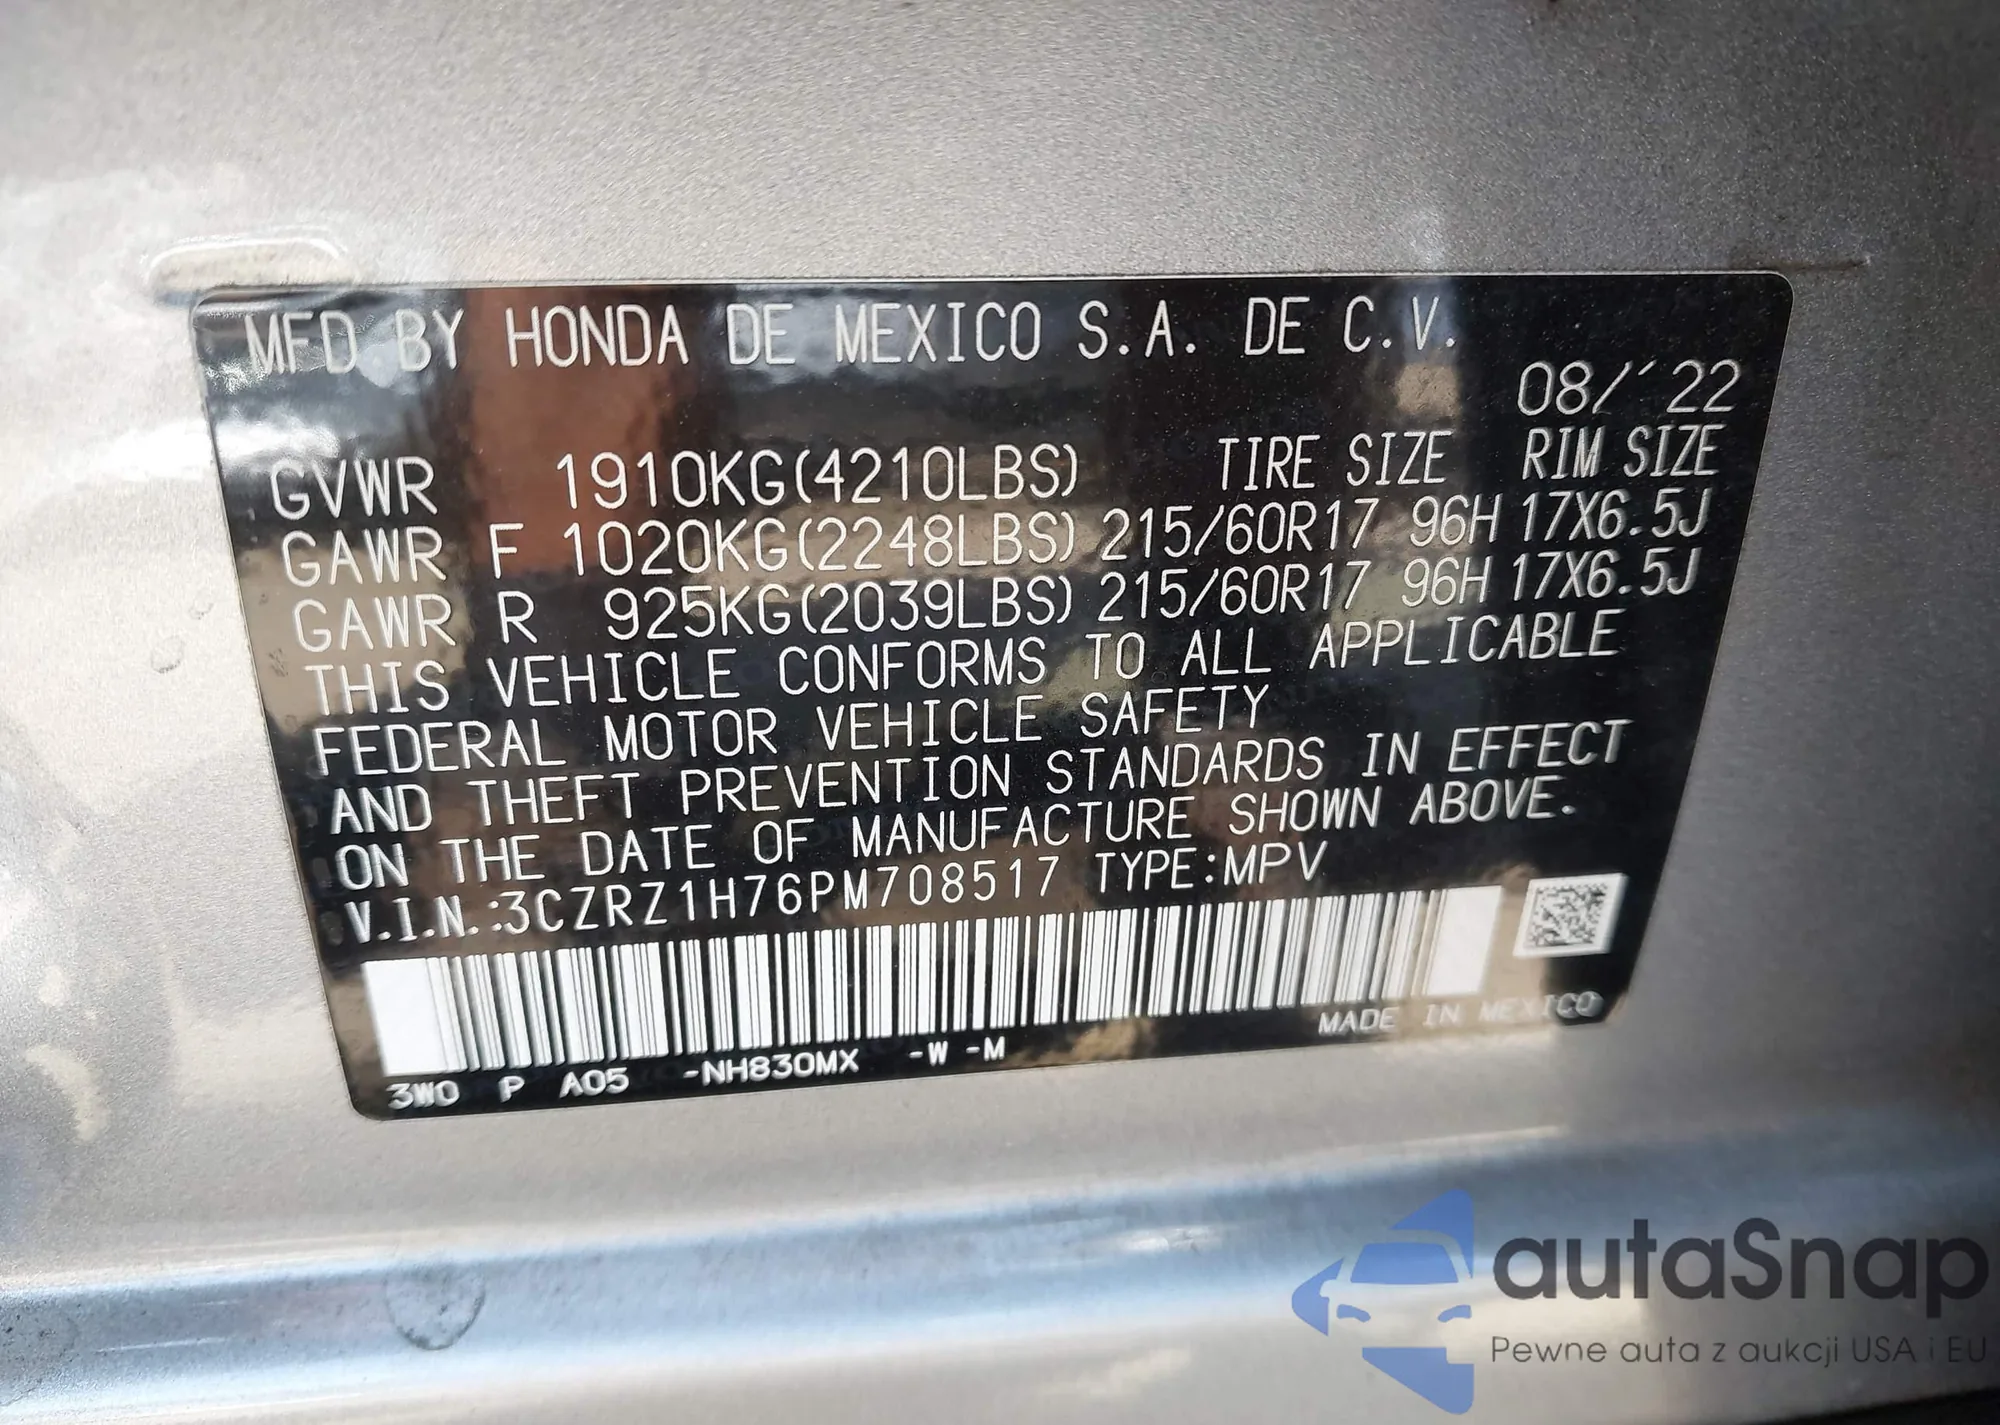 MFD BY HONDA DE MEXICO S.A. DE C.V.
08/´22
GVWR 1910KG(4210LBS) TIRE SIZE RIM SIZE
GAWR F 1020KG(2248LBS) 215/60R17 96H 17X6.5J
GAWR R 925KG(2039LBS) 215/60R17 96H 17X6.5J
THIS VEHICLE CONFORMS TO ALL APPLICABLE
FEDERAL MOTOR VEHICLE SAFETY
AND THEFT PREVENTION STANDARDS IN EFFECT
ON THE DATE OF MANUFACTURE SHOWN ABOVE.
V.I.N.:3CZRZ1H76PM708517 TYPE:MPV
MADE IN MEXICO
3W0 P A05 -NH830MX -W -M
autaSnap
Pewne auta z aukcji USA i EU